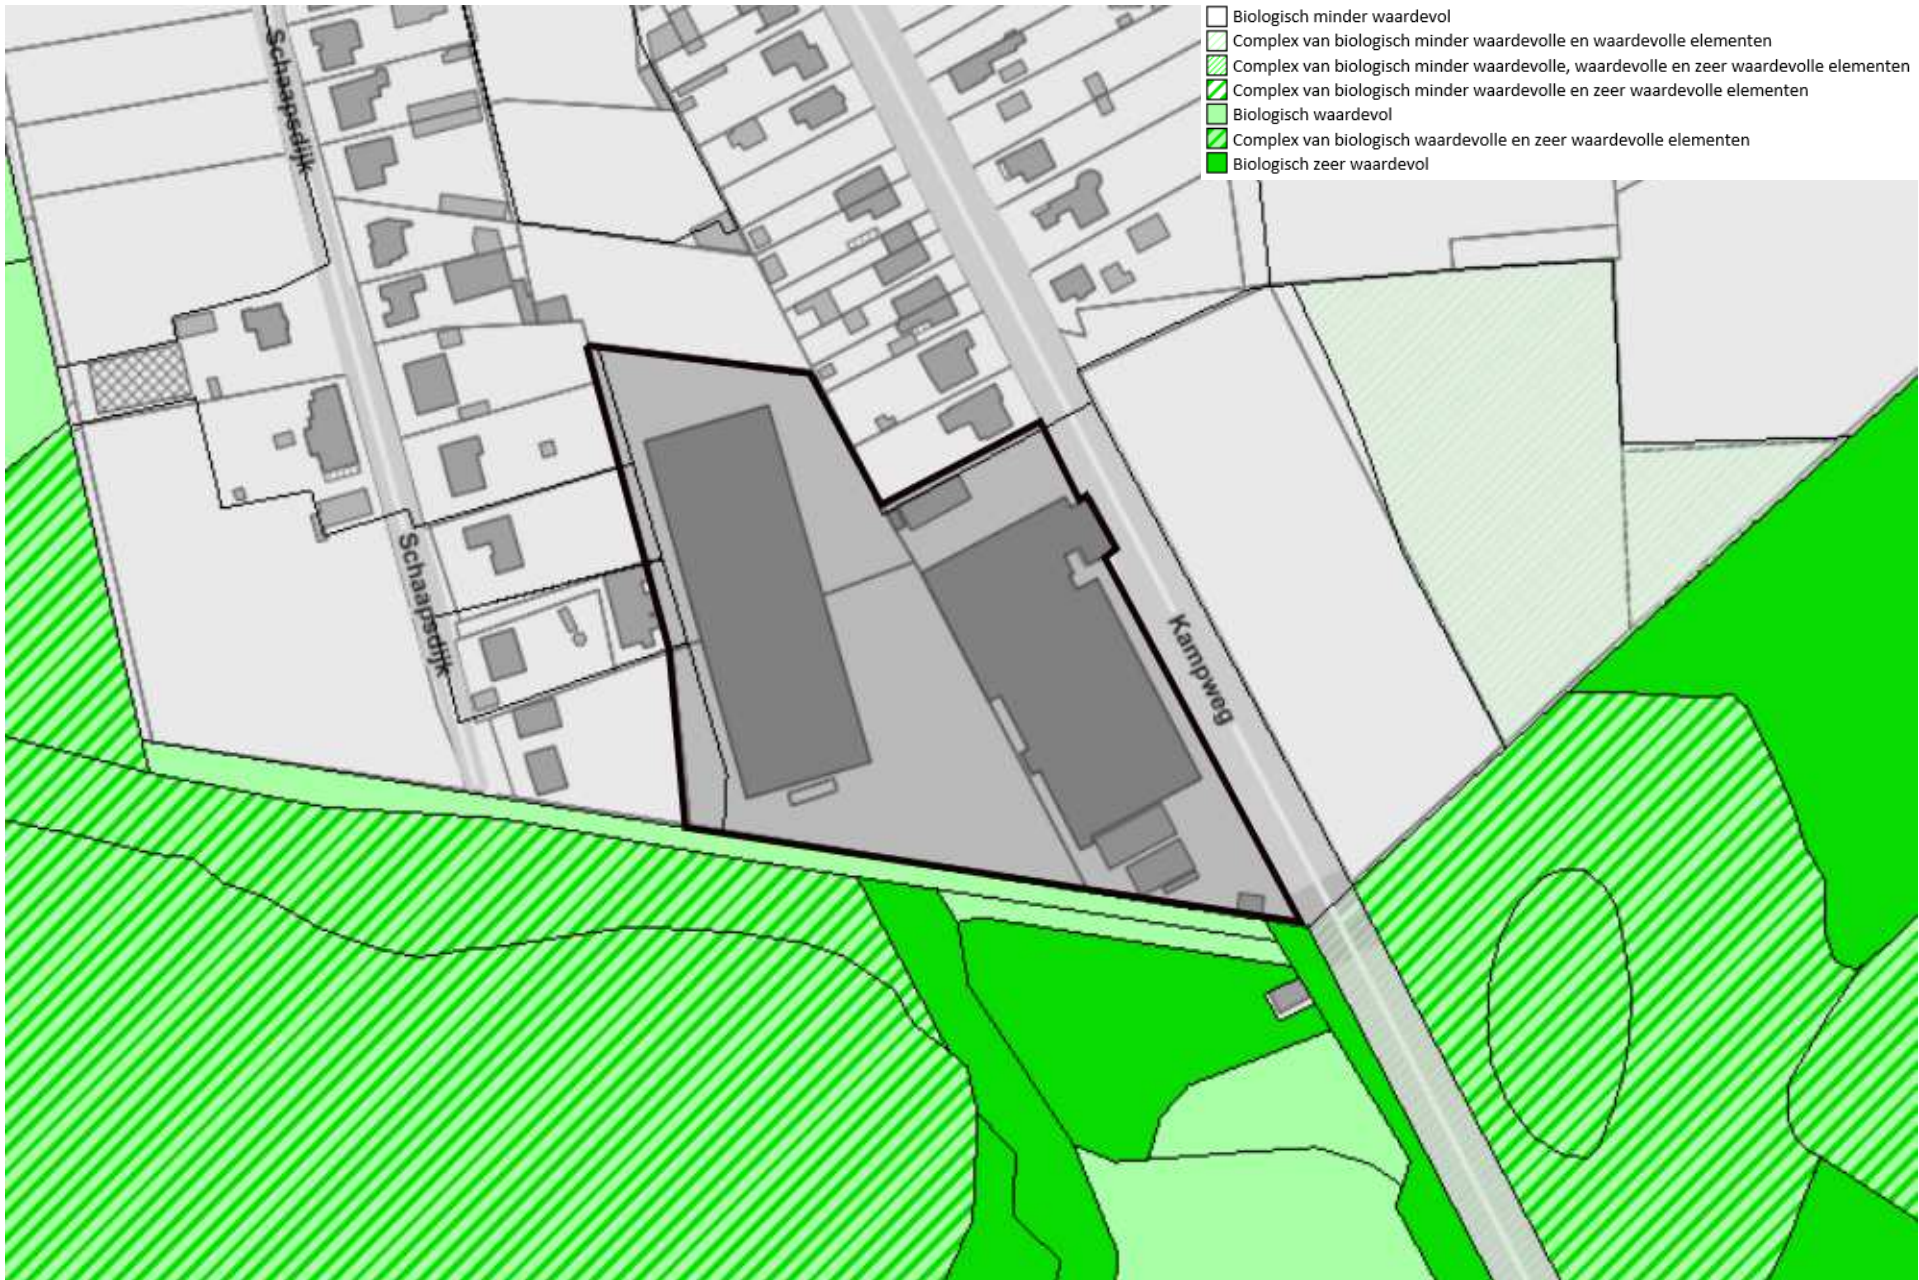 Biologisch minder waardevol
Complex van biologisch minder waardevolle en waardevolle elementen
Complex van biologisch minder waardevolle, waardevolle en zeer waardevolle elementen
Complex van biologisch minder waardevolle en zeer waardevolle elementen
Biologisch waardevol
Complex van biologisch waardevolle en zeer waardevolle elementen
Biologisch zeer waardevol
Schaapsdijk
Schaapsdijk
Kampweg